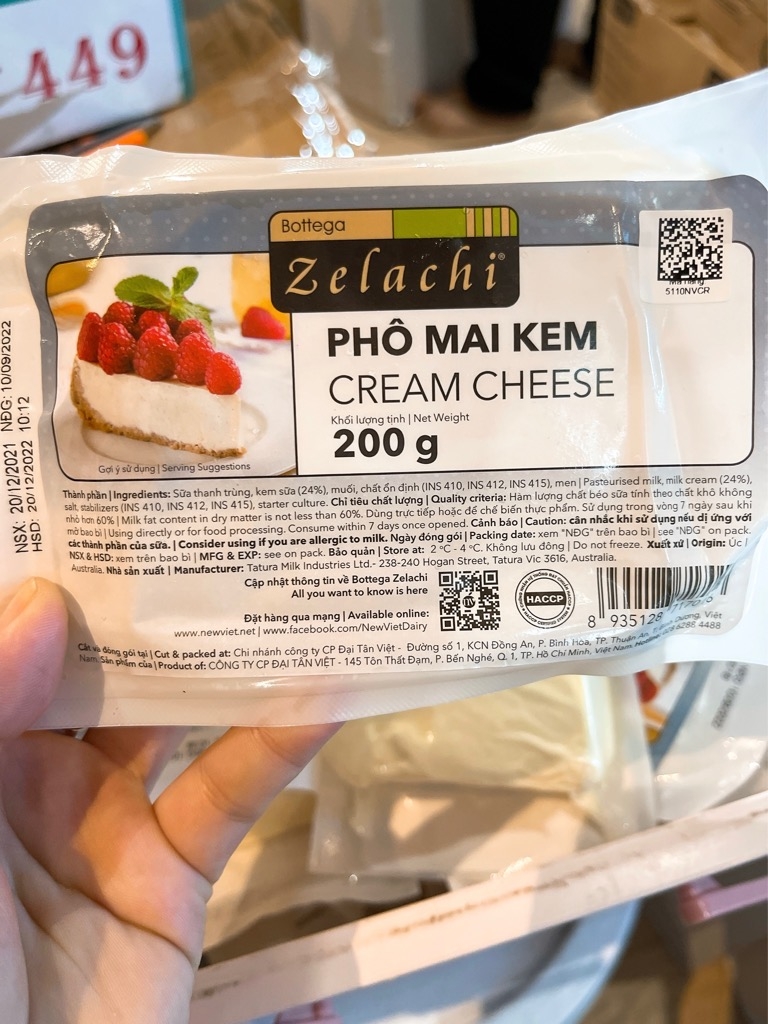 449
Bottega
Zelachi®
Mã hàng
5110NVCR
PHÔ MAI KEM
CREAM CHEESE
Khối lượng tịnh | Net Weight
200 g
Gợi ý sử dụng | Serving Suggestions
NSX: 20/12/2021 NĐG: 10/09/2022
HSD: 20/12/2022 10:12
Thành phần | Ingredients: Sữa thanh trùng, kem sữa (24%), muối, chất ổn định (INS 410, INS 412, INS 415), men | Pasteurised milk, milk cream (24%),
salt, stabilizers (INS 410, INS 412, INS 415), starter culture. Chỉ tiêu chất lượng | Quality criteria: Hàm lượng chất béo sữa tính theo chất khô không
nhỏ hơn 60% | Milk fat content in dry matter is not less than 60%. Dùng trực tiếp hoặc để chế biến thực phẩm. Sử dụng trong vòng 7 ngày sau khi
mở bao bì | Using directly or for food processing. Consume within 7 days once opened. Cảnh báo | Caution: cân nhắc khi sử dụng nếu dị ứng với
các thành phần của sữa. | Consider using if you are allergic to milk. Ngày đóng gói | Packing date: xem "NĐG" trên bao bì | see "NĐG" on pack.
NSX & HSD: xem trên bao bì | MFG & EXP: see on pack. Bảo quản | Store at: 2 °C - 4 °C. Không lưu đông | Do not freeze. Xuất xứ | Origin: Úc |
Australia. Nhà sản xuất | Manufacturer: Tatura Milk Industries Ltd.- 238-240 Hogan Street, Tatura Vic 3616, Australia.
Cập nhật thông tin về Bottega Zelachi
All you want to know is here
Đặt hàng qua mạng | Available online:
www.newviet.net | www.facebook.com/NewVietDairy
HACCP
8 935128
Cắt và đóng gói tại | Cut & packed at: Chi nhánh công ty CP Đại Tân Việt - Đường số 1, KCN Đồng An, P. Bình Hòa, TP. Thuận An, T. Bình Dương, Việt
Nam. Sản phẩm của | Product of: CÔNG TY CP ĐẠI TÂN VIỆT - 145 Tôn Thất Đạm, P. Bến Nghé, Q. 1, TP. Hồ Chí Minh, Việt Nam. Hotline: 028 6288 4488